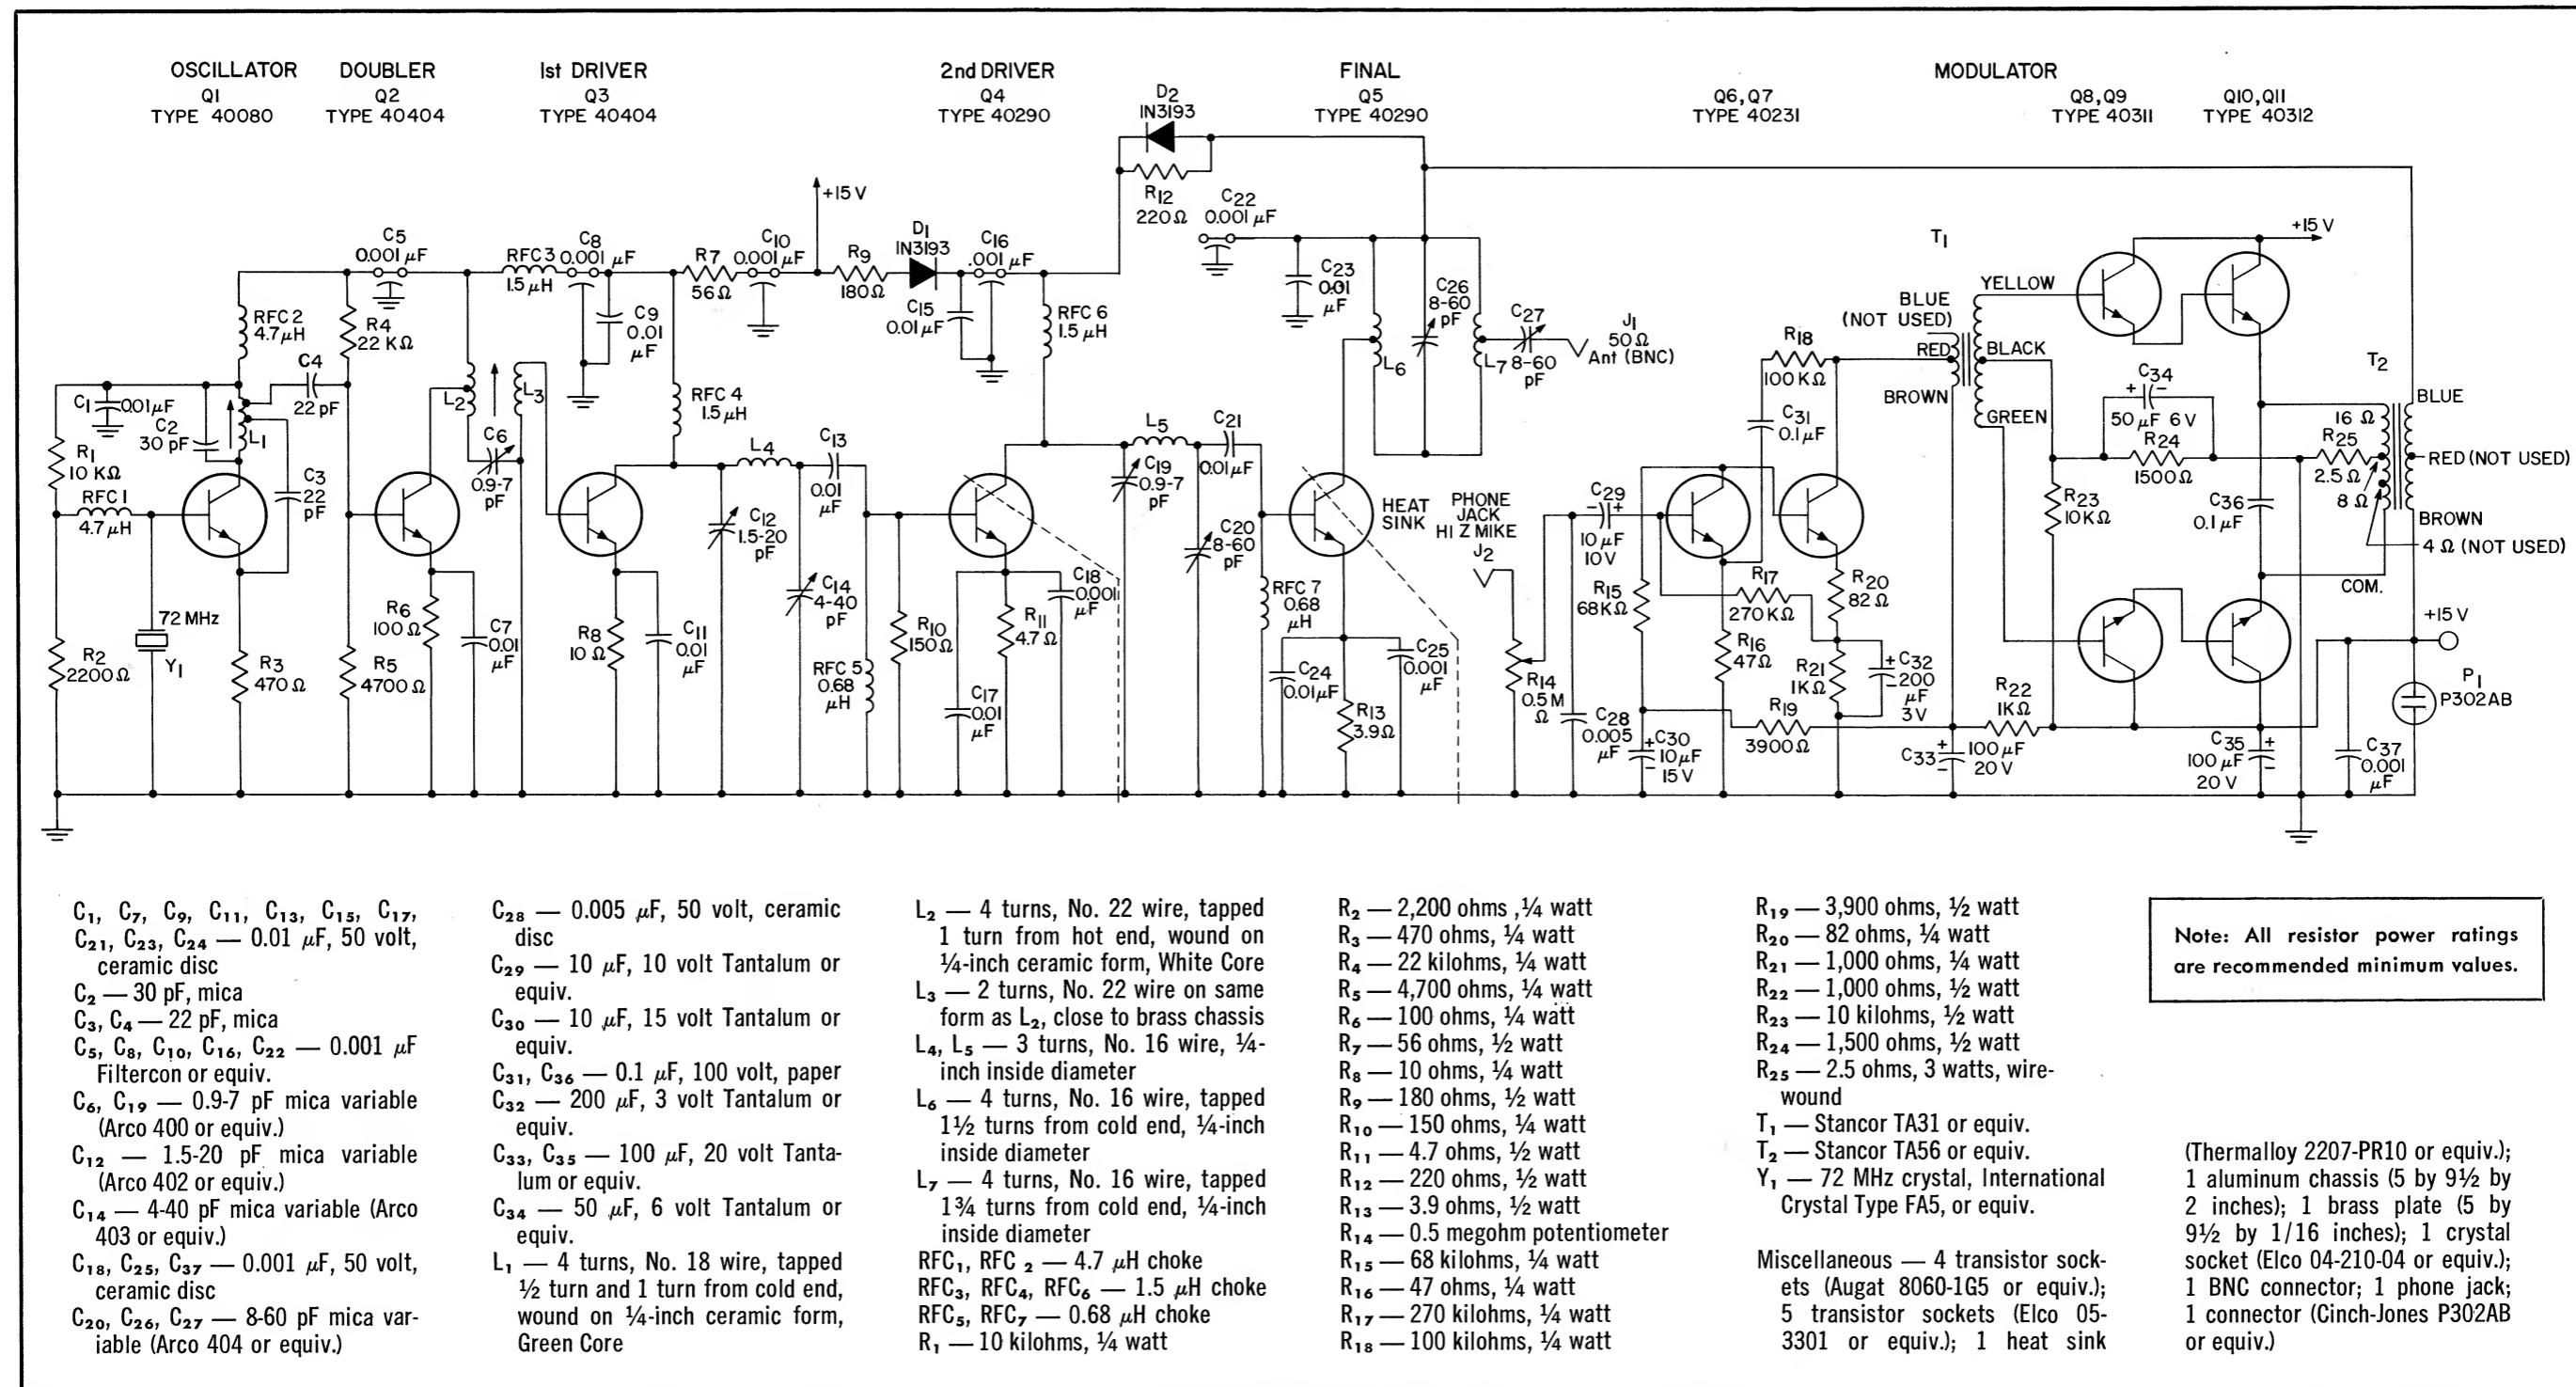 OSCILLATOR
Q1
TYPE 40080
DOUBLER
Q2
TYPE 40404
1st DRIVER
Q3
TYPE 40404
2nd DRIVER
Q4
TYPE 40290
D2
IN3193
FINAL
Q5
TYPE 40290
MODULATOR
Q6, Q7
TYPE 40231
Q8, Q9
TYPE 40311
Q10, Q11
TYPE 40312
C5
0.001 μF
RFC 3
1.5 μH
C8
0.001 μF
R7
56Ω
C10
0.001 μF
+15 V
R9
180Ω
D1
IN3193
C15
0.01 μF
C16
.001 μF
R12
220Ω
C22
0.001 μF
RFC 2
4.7μH
R4
22 KΩ
C4
22 pF
C9
0.01
μF
RFC 4
1.5 μH
RFC 6
1.5 μH
C23
0.01
μF
L6
C26
8-60
pF
L7
C27
8-60
pF
J1
50Ω
Ant (BNC)
C1
0.01μF
C2
30 pF
L1
R1
10 KΩ
RFC 1
4.7 μH
C3
22
pF
L2
L3
C6
0.9-7
pF
L4
C13
0.01
μF
C12
1.5-20
pF
C14
4-40
pF
RFC 5
0.68
μH
L5
C19
0.9-7
pF
C21
0.01μF
C20
8-60
pF
RFC 7
0.68
μH
HEAT
SINK
72 MHz
Y1
R2
2200Ω
R3
470 Ω
R5
4700 Ω
R6
100Ω
C7
0.01
μF
R8
10 Ω
C11
0.01
μF
R10
150Ω
C17
0.01
μF
R11
4.7Ω
C18
0.001
μF
C24
0.01μF
R13
3.9Ω
C25
0.001
μF
PHONE
JACK
HI Z MIKE
J2
R14
0.5 M
Ω
C28
0.005
μF
C29
- +
10 μF
10V
R15
68KΩ
C30
+
10 μF
-
15 V
R16
47Ω
R17
270 KΩ
R18
100 KΩ
C31
0.1μF
R19
3900Ω
R20
82 Ω
R21
1KΩ
C32
+
200
-
μF
3 V
T1
BLUE
(NOT USED)
RED
BROWN
YELLOW
BLACK
GREEN
C33
+
-
100 μF
20 V
R22
1KΩ
R23
10KΩ
C34
+ -
50 μF 6 V
R24
1500Ω
+15 V
C36
0.1 μF
R25
2.5Ω
16 Ω
8 Ω
T2
BLUE
RED (NOT USED)
BROWN
4 Ω (NOT USED)
COM.
+15 V
P1
P302AB
C35
+
-
100 μF
20 V
C37
0.001
μF
C1, C7, C9, C11, C13, C15, C17,
C21, C23, C24 — 0.01 μF, 50 volt,
ceramic disc
C2 — 30 pF, mica
C3, C4 — 22 pF, mica
C5, C8, C10, C16, C22 — 0.001 μF
Filtercon or equiv.
C6, C19 — 0.9-7 pF mica variable
(Arco 400 or equiv.)
C12 — 1.5-20 pF mica variable
(Arco 402 or equiv.)
C14 — 4-40 pF mica variable (Arco
403 or equiv.)
C18, C25, C37 — 0.001 μF, 50 volt,
ceramic disc
C20, C26, C27 — 8-60 pF mica var-
iable (Arco 404 or equiv.)
C28 — 0.005 μF, 50 volt, ceramic
disc
C29 — 10 μF, 10 volt Tantalum or
equiv.
C30 — 10 μF, 15 volt Tantalum or
equiv.
C31, C36 — 0.1 μF, 100 volt, paper
C32 — 200 μF, 3 volt Tantalum or
equiv.
C33, C35 — 100 μF, 20 volt Tanta-
lum or equiv.
C34 — 50 μF, 6 volt Tantalum or
equiv.
L1 — 4 turns, No. 18 wire, tapped
½ turn and 1 turn from cold end,
wound on ¼-inch ceramic form,
Green Core
L2 — 4 turns, No. 22 wire, tapped
1 turn from hot end, wound on
¼-inch ceramic form, White Core
L3 — 2 turns, No. 22 wire on same
form as L2, close to brass chassis
L4, L5 — 3 turns, No. 16 wire, ¼-
inch inside diameter
L6 — 4 turns, No. 16 wire, tapped
1½ turns from cold end, ¼-inch
inside diameter
L7 — 4 turns, No. 16 wire, tapped
1¾ turns from cold end, ¼-inch
inside diameter
RFC1, RFC 2 — 4.7 μH choke
RFC3, RFC4, RFC6 — 1.5 μH choke
RFC5, RFC7 — 0.68 μH choke
R1 — 10 kilohms, ¼ watt
R2 — 2,200 ohms ,¼ watt
R3 — 470 ohms, ¼ watt
R4 — 22 kilohms, ¼ watt
R5 — 4,700 ohms, ¼ watt
R6 — 100 ohms, ¼ watt
R7 — 56 ohms, ½ watt
R8 — 10 ohms, ¼ watt
R9 — 180 ohms, ½ watt
R10 — 150 ohms, ¼ watt
R11 — 4.7 ohms, ½ watt
R12 — 220 ohms, ½ watt
R13 — 3.9 ohms, ½ watt
R14 — 0.5 megohm potentiometer
R15 — 68 kilohms, ¼ watt
R16 — 47 ohms, ¼ watt
R17 — 270 kilohms, ¼ watt
R18 — 100 kilohms, ¼ watt
R19 — 3,900 ohms, ½ watt
R20 — 82 ohms, ¼ watt
R21 — 1,000 ohms, ¼ watt
R22 — 1,000 ohms, ½ watt
R23 — 10 kilohms, ½ watt
R24 — 1,500 ohms, ½ watt
R25 — 2.5 ohms, 3 watts, wire-
wound
T1 — Stancor TA31 or equiv.
T2 — Stancor TA56 or equiv.
Y1 — 72 MHz crystal, International
Crystal Type FA5, or equiv.
Miscellaneous — 4 transistor sock-
ets (Augat 8060-1G5 or equiv.);
5 transistor sockets (Elco 05-
3301 or equiv.); 1 heat sink
(Thermalloy 2207-PR10 or equiv.);
1 aluminum chassis (5 by 9½ by
2 inches); 1 brass plate (5 by
9½ by 1/16 inches); 1 crystal
socket (Elco 04-210-04 or equiv.);
1 BNC connector; 1 phone jack;
1 connector (Cinch-Jones P302AB
or equiv.)
Note: All resistor power ratings
are recommended minimum values.